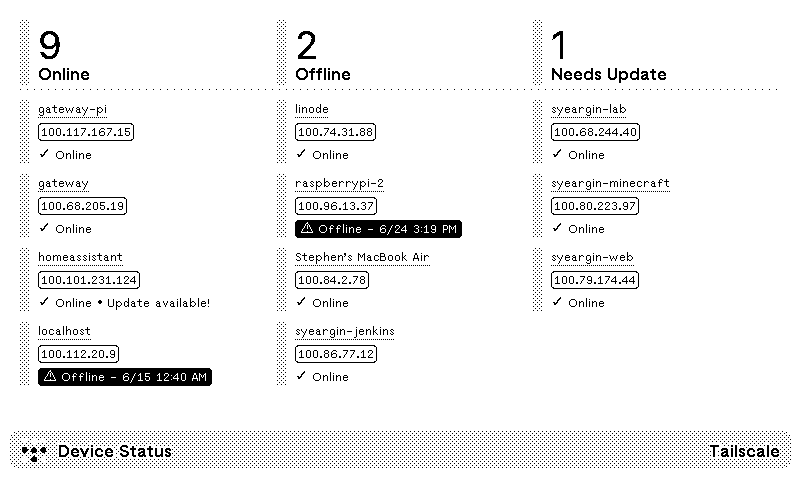 9
Online
2
Offline
1
Needs Update
gateway-pi
100.117.167.15
✓ Online
gateway
100.68.205.19
✓ Online
homeassistant
100.101.231.124
✓ Online • Update available!
localhost
100.112.20.9
⚠ Offline - 6/15 12:40 AM
linode
100.74.31.88
✓ Online
raspberrypi-2
100.96.13.37
⚠ Offline - 6/24 3:19 PM
Stephen's MacBook Air
100.84.2.78
✓ Online
syeargin-jenkins
100.86.77.12
✓ Online
syeargin-lab
100.68.244.40
✓ Online
syeargin-minecraft
100.80.223.97
✓ Online
syeargin-web
100.79.174.44
✓ Online
Device Status
Tailscale